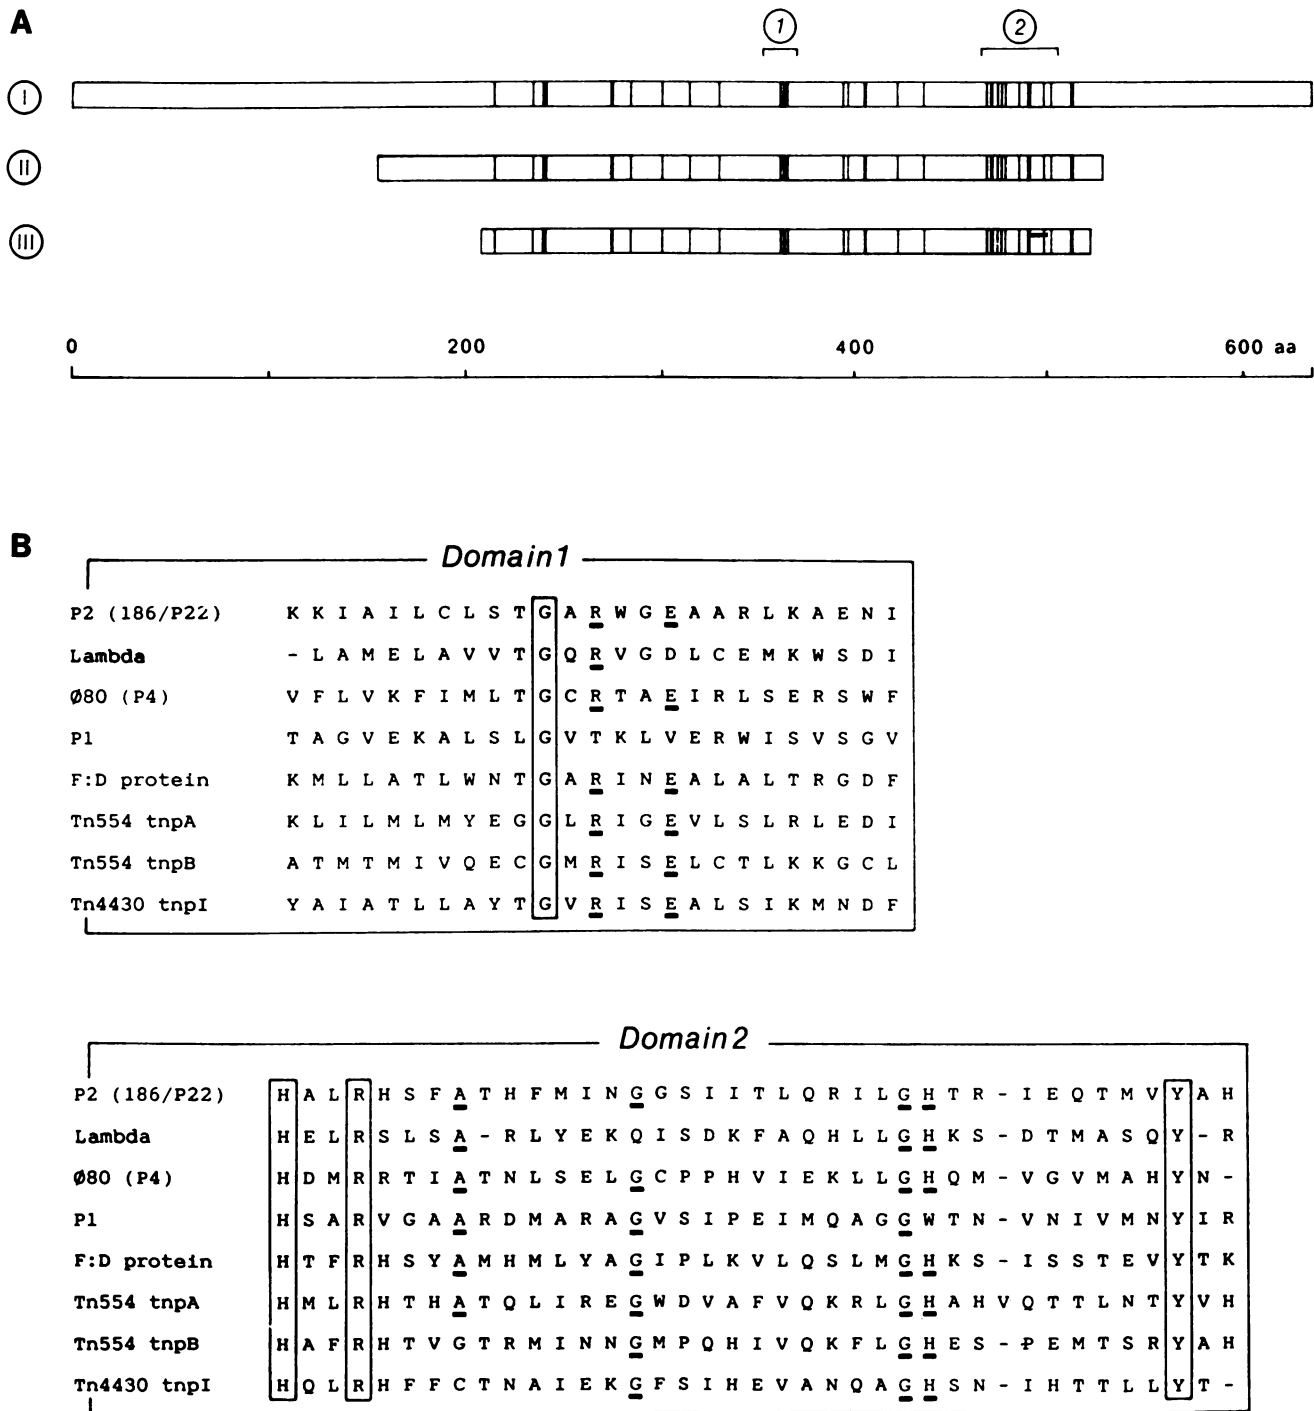 A
1 2
I
II
III
0 200 400 600 aa
B
Domain1
P2 (186/P22) K K I A I L C L S T G A R W G E A A R L K A E N I
Lambda - L A M E L A V V T G Q R V G D L C E M K W S D I
Ø80 (P4) V F L V K F I M L T G C R T A E I R L S E R S W F
P1 T A G V E K A L S L G V T K L V E R W I S V S G V
F:D protein K M L L A T L W N T G A R I N E A L A L T R G D F
Tn554 tnpA K L I L M L M Y E G G L R I G E V L S L R L E D I
Tn554 tnpB A T M T M I V Q E C G M R I S E L C T L K K G C L
Tn4430 tnpI Y A I A T L L A Y T G V R I S E A L S I K M N D F
Domain2
P2 (186/P22) H A L R H S F A T H F M I N G G S I I T L Q R I L G H T R - I E Q T M V Y A H
Lambda H E L R S L S A - R L Y E K Q I S D K F A Q H L L G H K S - D T M A S Q Y - R
Ø80 (P4) H D M R R T I A T N L S E L G C P P H V I E K L L G H Q M - V G V M A H Y N -
P1 H S A R V G A A R D M A R A G V S I P E I M Q A G G W T N - V N I V M N Y I R
F:D protein H T F R H S Y A M H M L Y A G I P L K V L Q S L M G H K S - I S S T E V Y T K
Tn554 tnpA H M L R H T H A T Q L I R E G W D V A F V Q K R L G H A H V Q T T L N T Y V H
Tn554 tnpB H A F R H T V G T R M I N N G M P Q H I V Q K F L G H E S - P E M T S R Y A H
Tn4430 tnpI H Q L R H F F C T N A I E K G F S I H E V A N Q A G H S N - I H T T L L Y T -